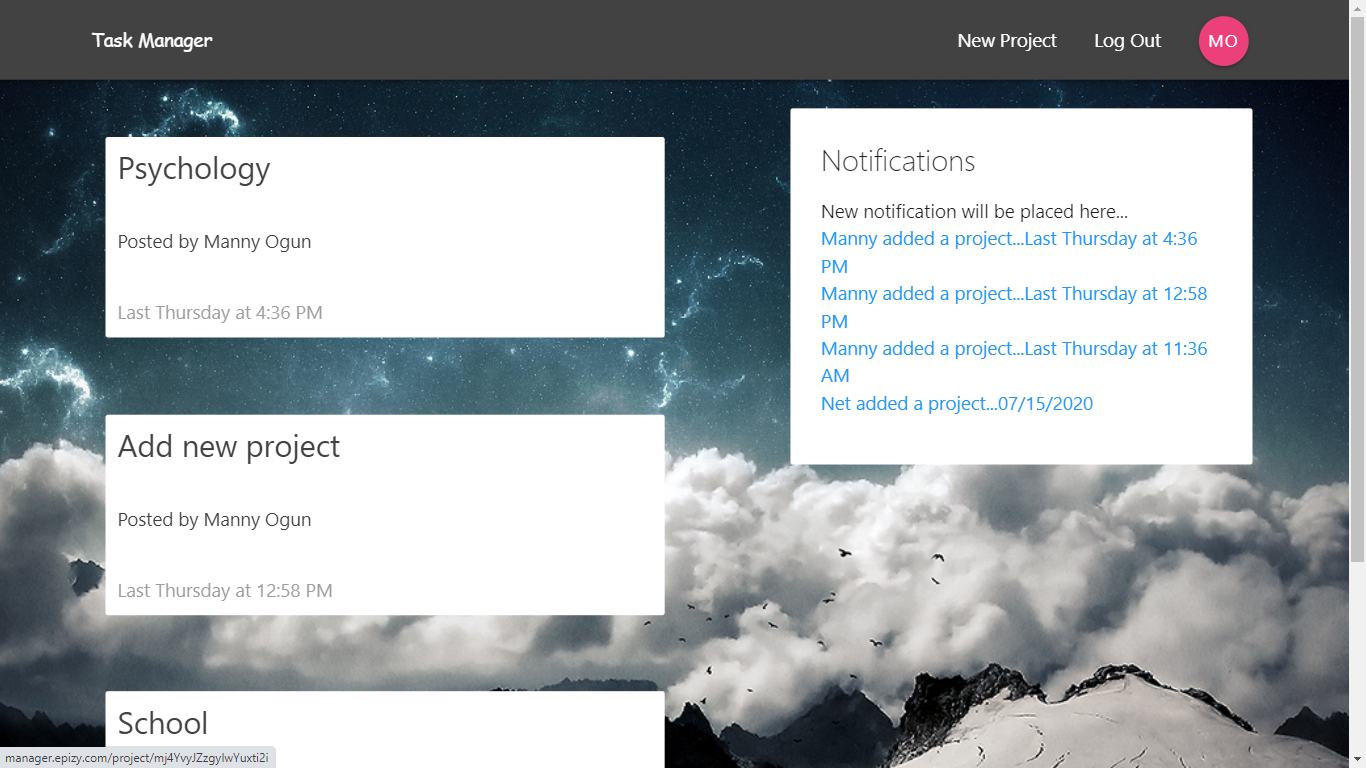 Task Manager
New Project
Log Out
MO
Psychology
Posted by Manny Ogun
Last Thursday at 4:36 PM
Add new project
Posted by Manny Ogun
Last Thursday at 12:58 PM
School
Notifications
New notification will be placed here...
Manny added a project...Last Thursday at 4:36
PM
Manny added a project...Last Thursday at 12:58
PM
Manny added a project...Last Thursday at 11:36
AM
Net added a project...07/15/2020
manager.epizy.com/project/mj4YvyJZzgyIwYuxti2i